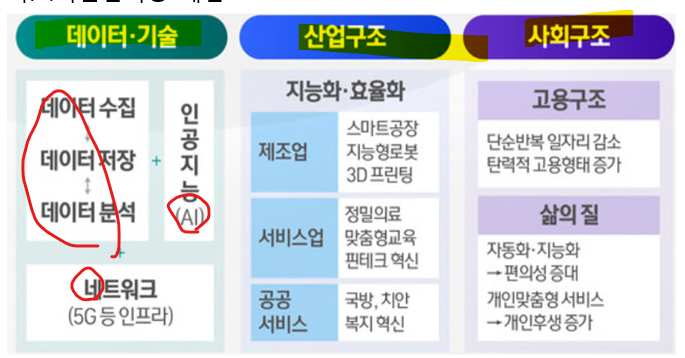 데이터·기술
산업구조
사회구조
데이터 수집
데이터 저장
데이터 분석
+
인공지능
(AI)
+
네트워크
(5G 등 인프라)
지능화·효율화
제조업
스마트공장
지능형로봇
3D 프린팅
서비스업
정밀의료
맞춤형교육
핀테크 혁신
공공
서비스
국방, 치안
복지 혁신
고용구조
단순반복 일자리 감소
탄력적 고용형태 증가
삶의 질
자동화·지능화
→ 편의성 증대
개인맞춤형 서비스
→ 개인후생 증가